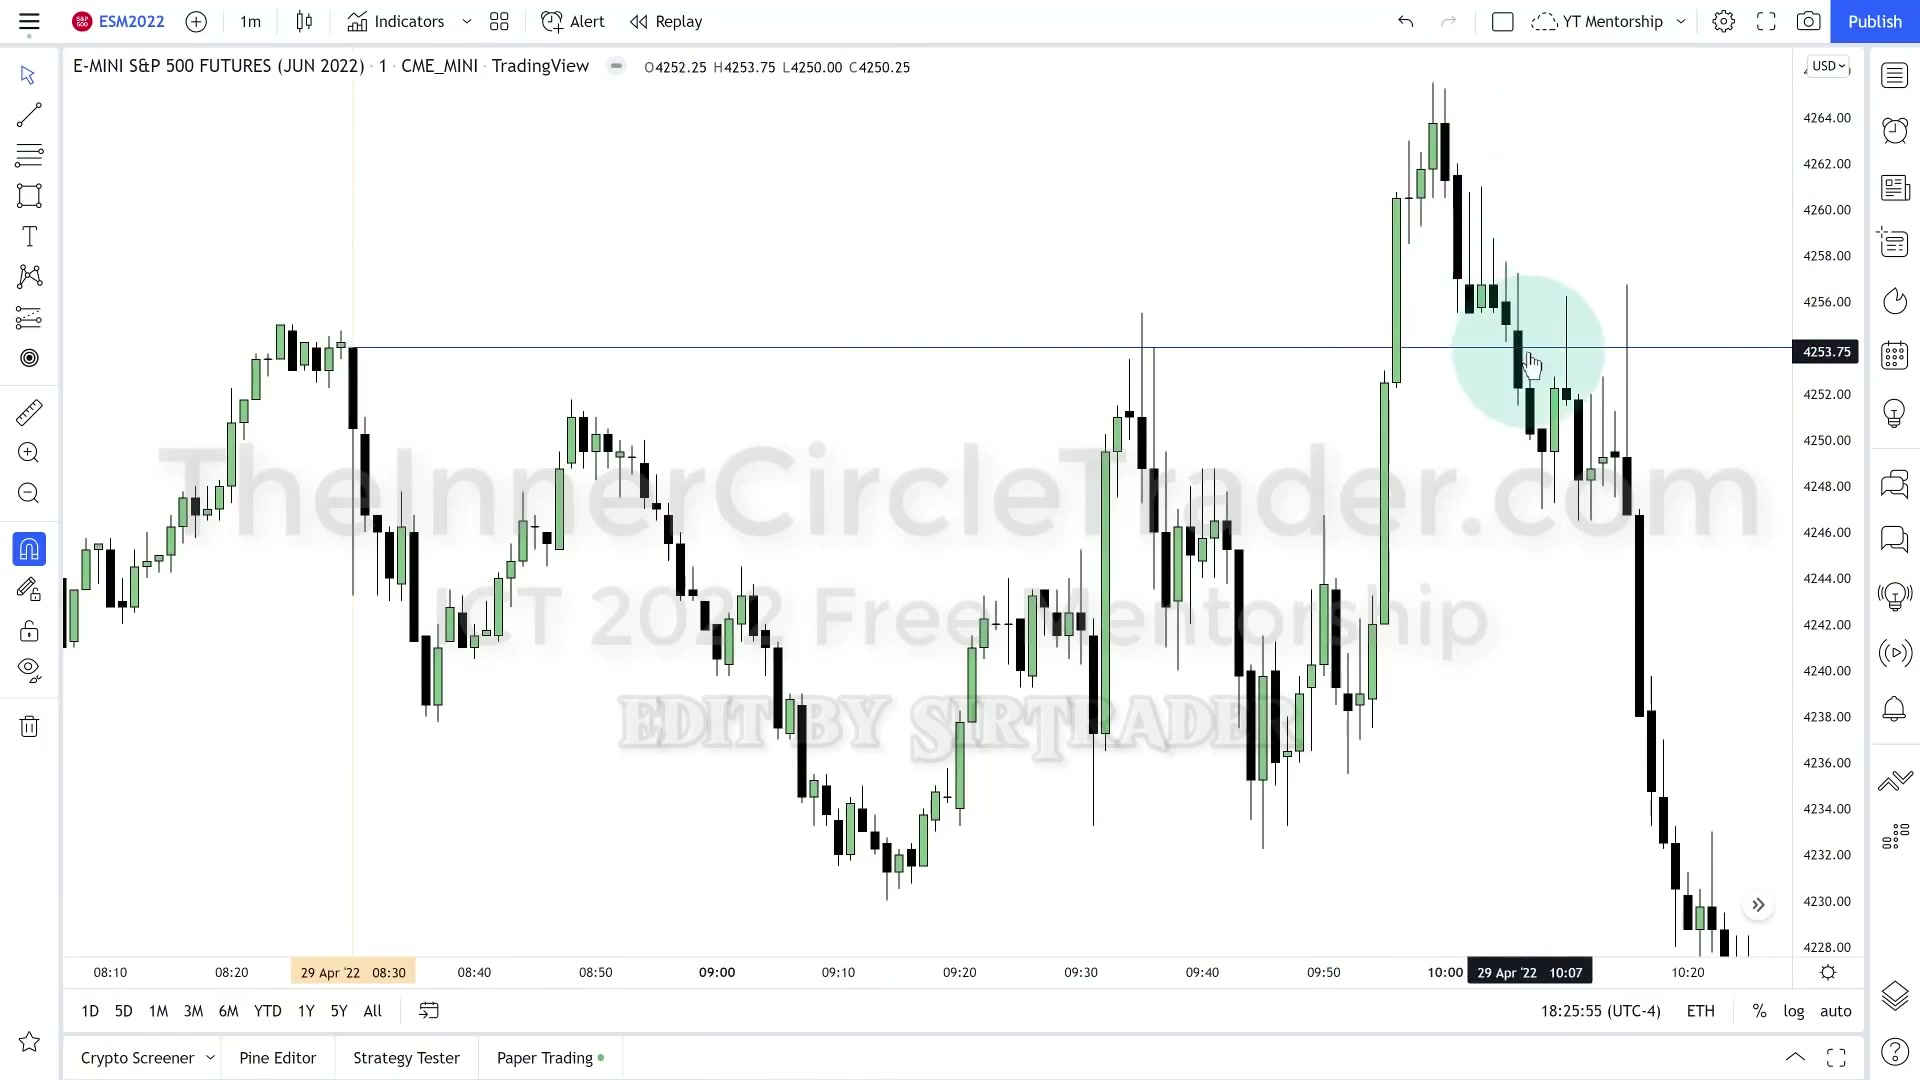 ESM2022 1m Indicators Alert Replay YT Mentorship Publish
E-MINI S&P 500 FUTURES (JUN 2022) · 1 · CME_MINI · TradingView O4252.25 H4253.75 L4250.00 C4250.25
USD
4264.00
4262.00
4260.00
4258.00
4256.00
4253.75
4252.00
4250.00
4248.00
4246.00
4244.00
4242.00
4240.00
4238.00
4236.00
4234.00
4232.00
4230.00
4228.00
TheInnerCircleTrader.com
ICT 2022 Free Mentorship
EDIT BY SIRTRADER
08:10 08:20 29 Apr '22 08:30 08:40 08:50 09:00 09:10 09:20 09:30 09:40 09:50 10:00 29 Apr '22 10:07 10:20
1D 5D 1M 3M 6M YTD 1Y 5Y All 18:25:55 (UTC-4) ETH % log auto
Crypto Screener Pine Editor Strategy Tester Paper Trading